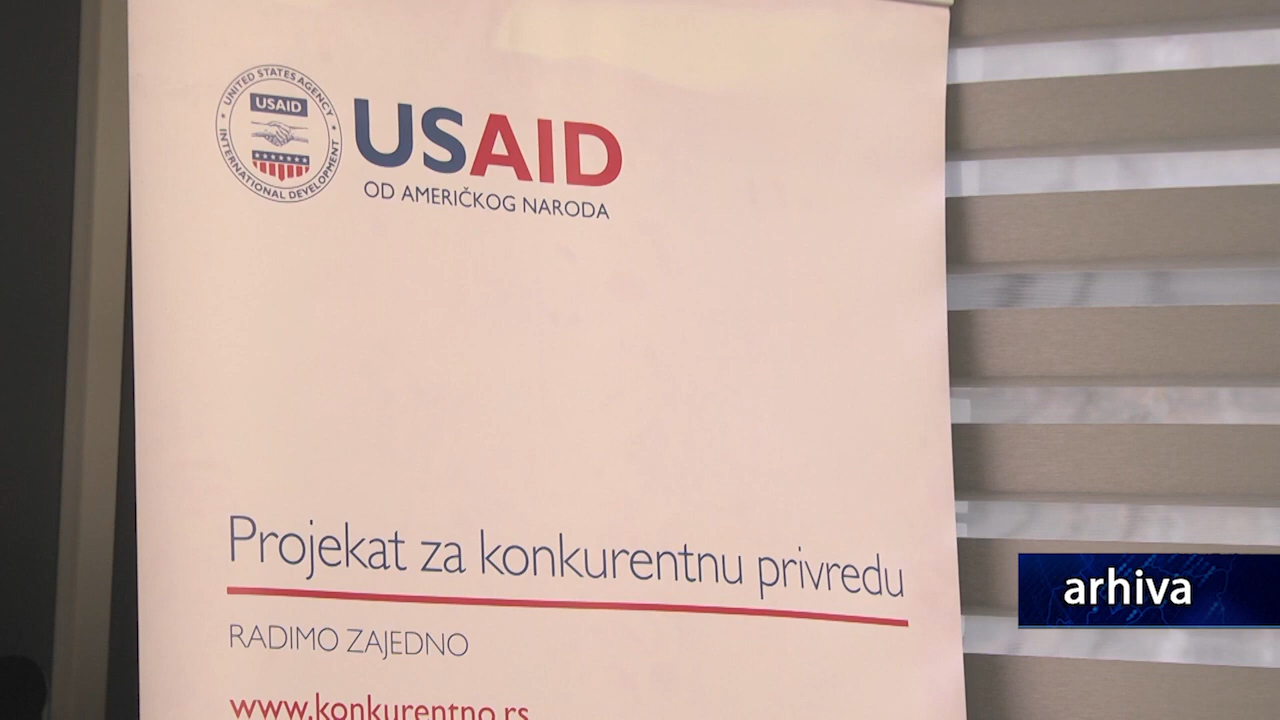 UNITED STATES AGENCY
USAID
INTERNATIONAL DEVELOPMENT
USAID
OD AMERIČKOG NARODA
Projekat za konkurentnu privredu
RADIMO ZAJEDNO
www.konkurentno.rs
arhiva